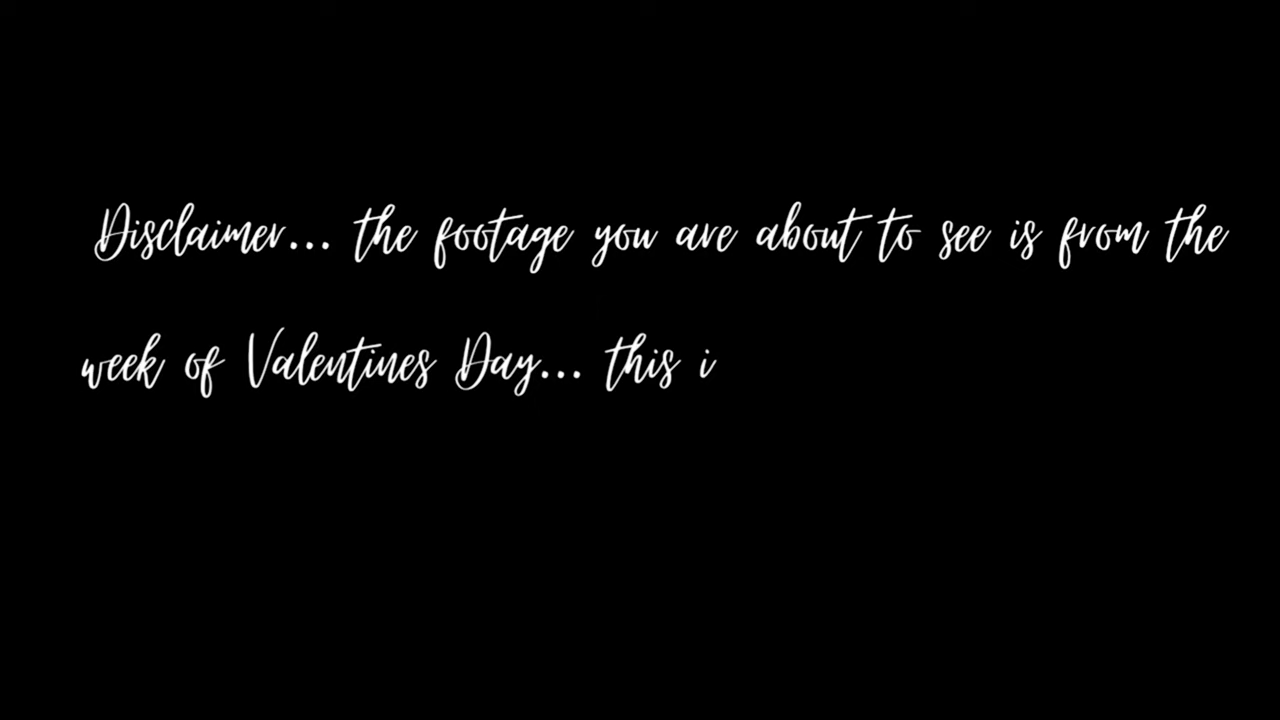 Disclaimer... the footage you are about to see is from the
week of Valentines Day... this i